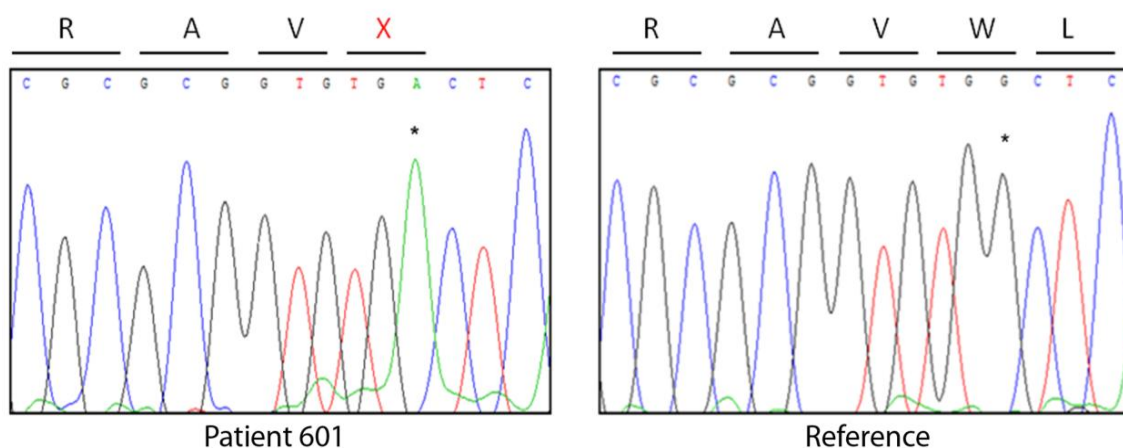 R A V X R A V W L
C G C G C G G T G T G A C T C C G C G C G G T G T G G C T C
* *
Patient 601 Reference